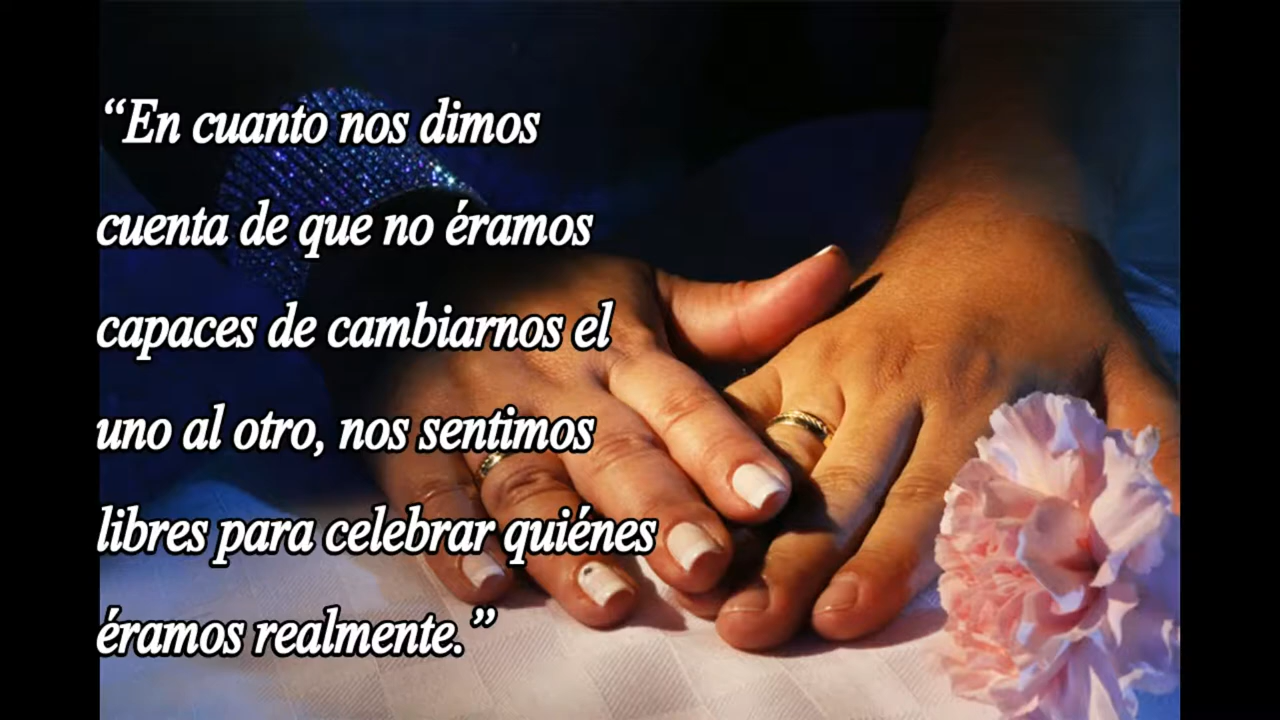 “En cuanto nos dimos
cuenta de que no éramos
capaces de cambiarnos el
uno al otro, nos sentimos
libres para celebrar quiénes
éramos realmente.”